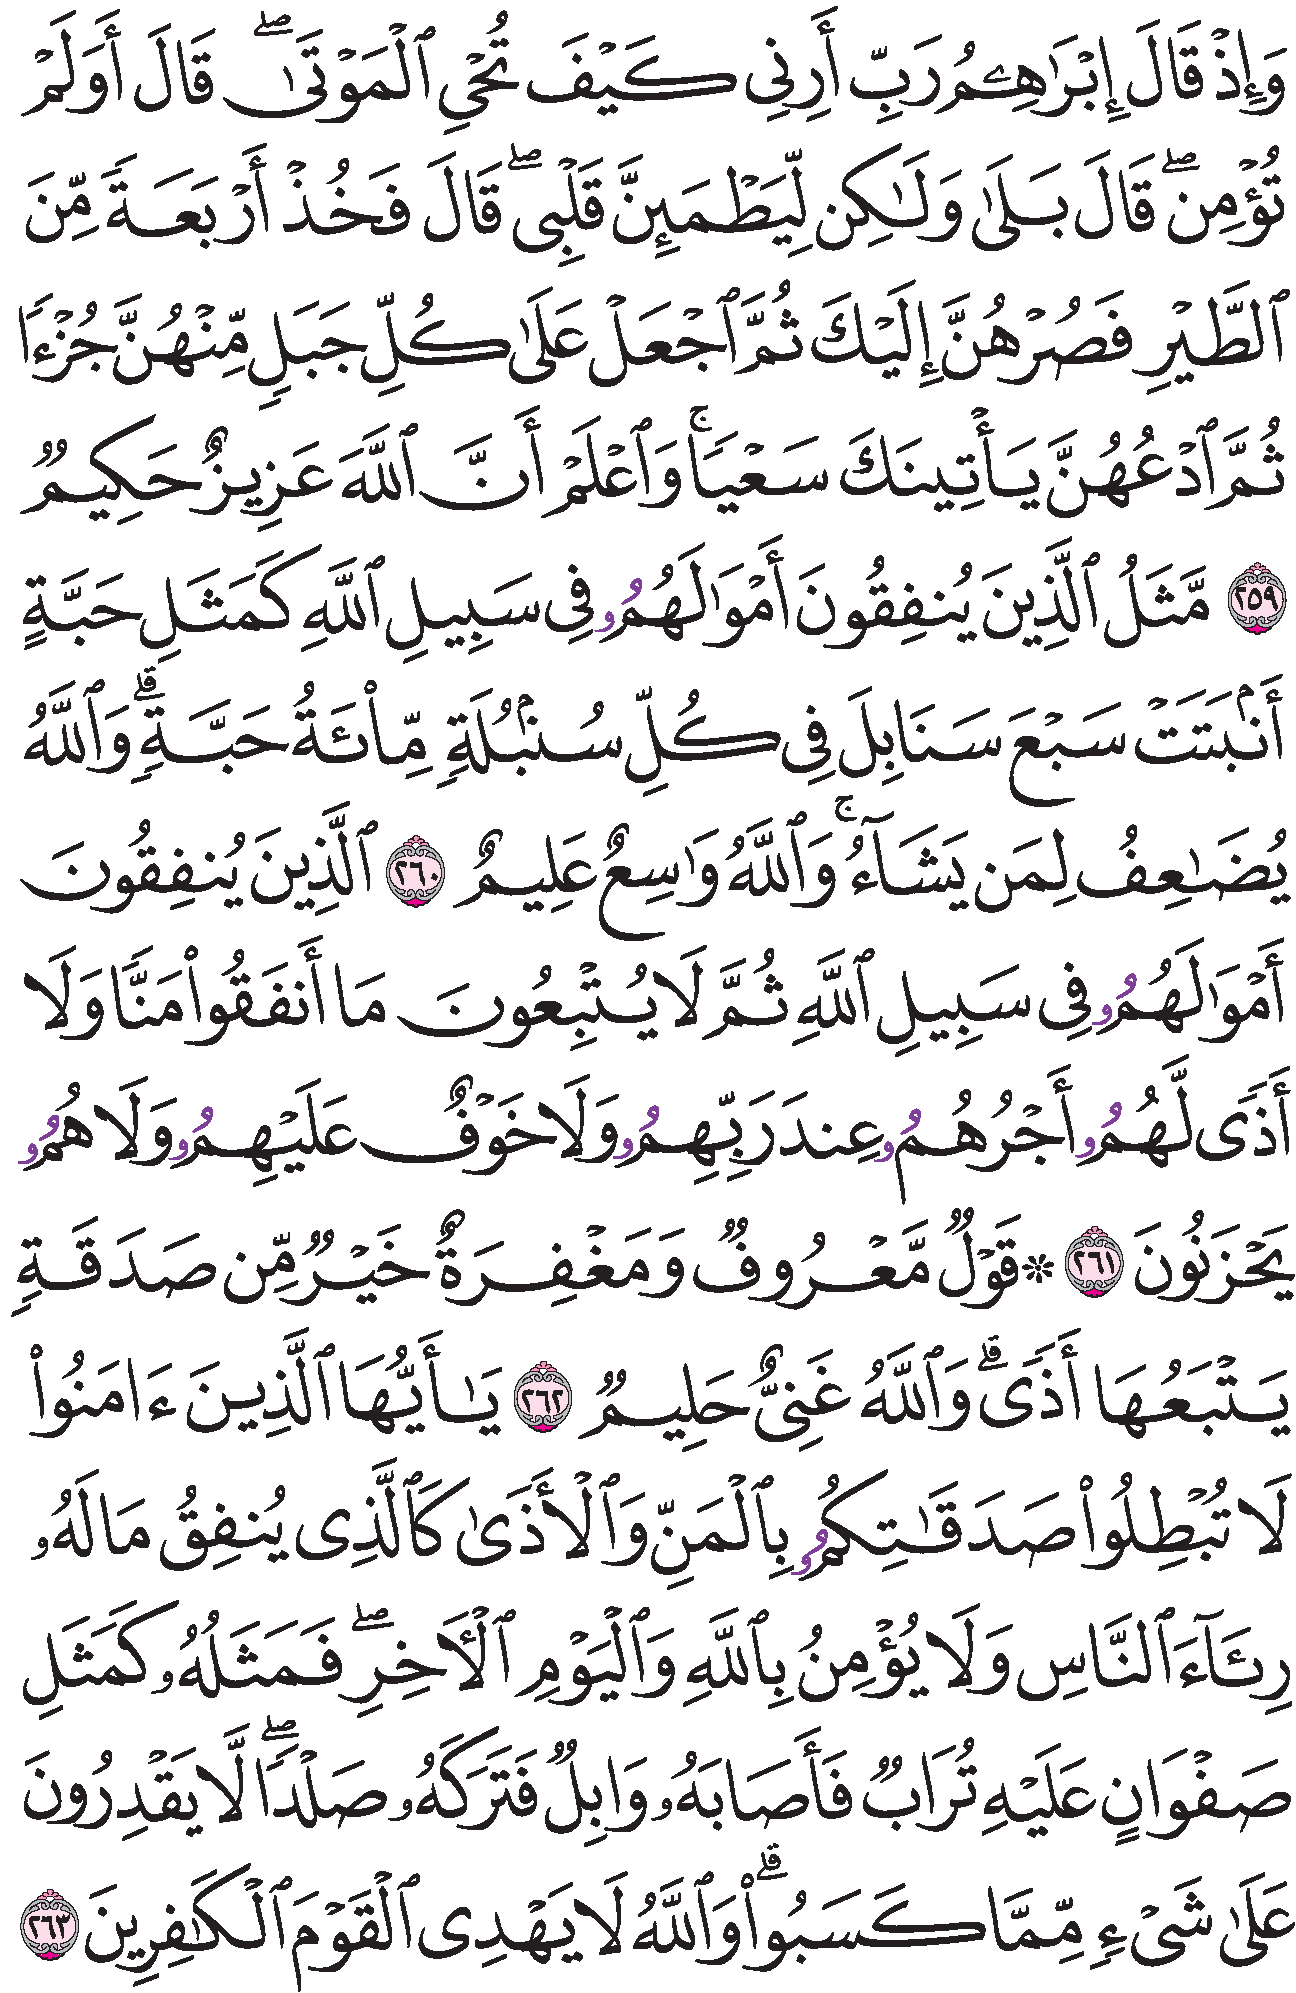 وَإِذۡ قَالَ إِبۡرَٰهِـۧمُ رَبِّ أَرِنِي كَيۡفَ تُحۡيِ ٱلۡمَوۡتَىٰۖ قَالَ أَوَلَمۡ
تُؤۡمِنۖ قَالَ بَلَىٰ وَلَٰكِن لِّيَطۡمَئِنَّ قَلۡبِيۖ قَالَ فَخُذۡ أَرۡبَعَةٗ مِّنَ
ٱلطَّيۡرِ فَصُرۡهُنَّ إِلَيۡكَ ثُمَّ ٱجۡعَلۡ عَلَىٰ كُلِّ جَبَلٖ مِّنۡهُنَّ جُزۡءٗا
ثُمَّ ٱدۡعُهُنَّ يَأۡتِينَكَ سَعۡيٗاۚ وَٱعۡلَمۡ أَنَّ ٱللَّهَ عَزِيزٌ حَكِيمٞ
٢٥٩ مَّثَلُ ٱلَّذِينَ يُنفِقُونَ أَمۡوَٰلَهُمُۥ فِي سَبِيلِ ٱللَّهِ كَمَثَلِ حَبَّةٍ
أَنۢبَتَتۡ سَبۡعَ سَنَابِلَ فِي كُلِّ سُنۢبُلَةٖ مِّاْئَةُ حَبَّةٖۗ وَٱللَّهُ
يُضَٰعِفُ لِمَن يَشَآءُۚ وَٱللَّهُ وَٰسِعٌ عَلِيمٌ ٢٦٠ ٱلَّذِينَ يُنفِقُونَ
أَمۡوَٰلَهُمُۥ فِي سَبِيلِ ٱللَّهِ ثُمَّ لَا يُتۡبِعُونَ مَا أَنفَقُواْ مَنّٗا وَلَا
أَذٗى لَّهُمُۥ أَجۡرُهُمُۥ عِندَ رَبِّهِمُۥ وَلَا خَوۡفٌ عَلَيۡهِمُۥ وَلَا هُمُۥ
يَحۡزَنُونَ ٢٦١ ۞ قَوۡلٞ مَّعۡرُوفٞ وَمَغۡفِرَةٌ خَيۡرٞ مِّن صَدَقَةٖ
يَتۡبَعُهَا أَذٗىۗ وَٱللَّهُ غَنِيٌّ حَلِيمٞ ٢٦٢ يَٰأَيُّهَا ٱلَّذِينَ ءَامَنُواْ
لَا تُبۡطِلُواْ صَدَقَٰتِكُمُۥ بِٱلۡمَنِّ وَٱلۡأَذَىٰ كَٱلَّذِي يُنفِقُ مَالَهُۥ
رِئَآءَ ٱلنَّاسِ وَلَا يُؤۡمِنُ بِٱللَّهِ وَٱلۡيَوۡمِ ٱلۡأٓخِرِۖ فَمَثَلُهُۥ كَمَثَلِ
صَفۡوَانٍ عَلَيۡهِ تُرَابٞ فَأَصَابَهُۥ وَابِلٞ فَتَرَكَهُۥ صَلۡدٗاۖ لَّا يَقۡدِرُونَ
عَلَىٰ شَيۡءٖ مِّمَّا كَسَبُواْۗ وَٱللَّهُ لَا يَهۡدِي ٱلۡقَوۡمَ ٱلۡكَٰفِرِينَ ٢٦٣